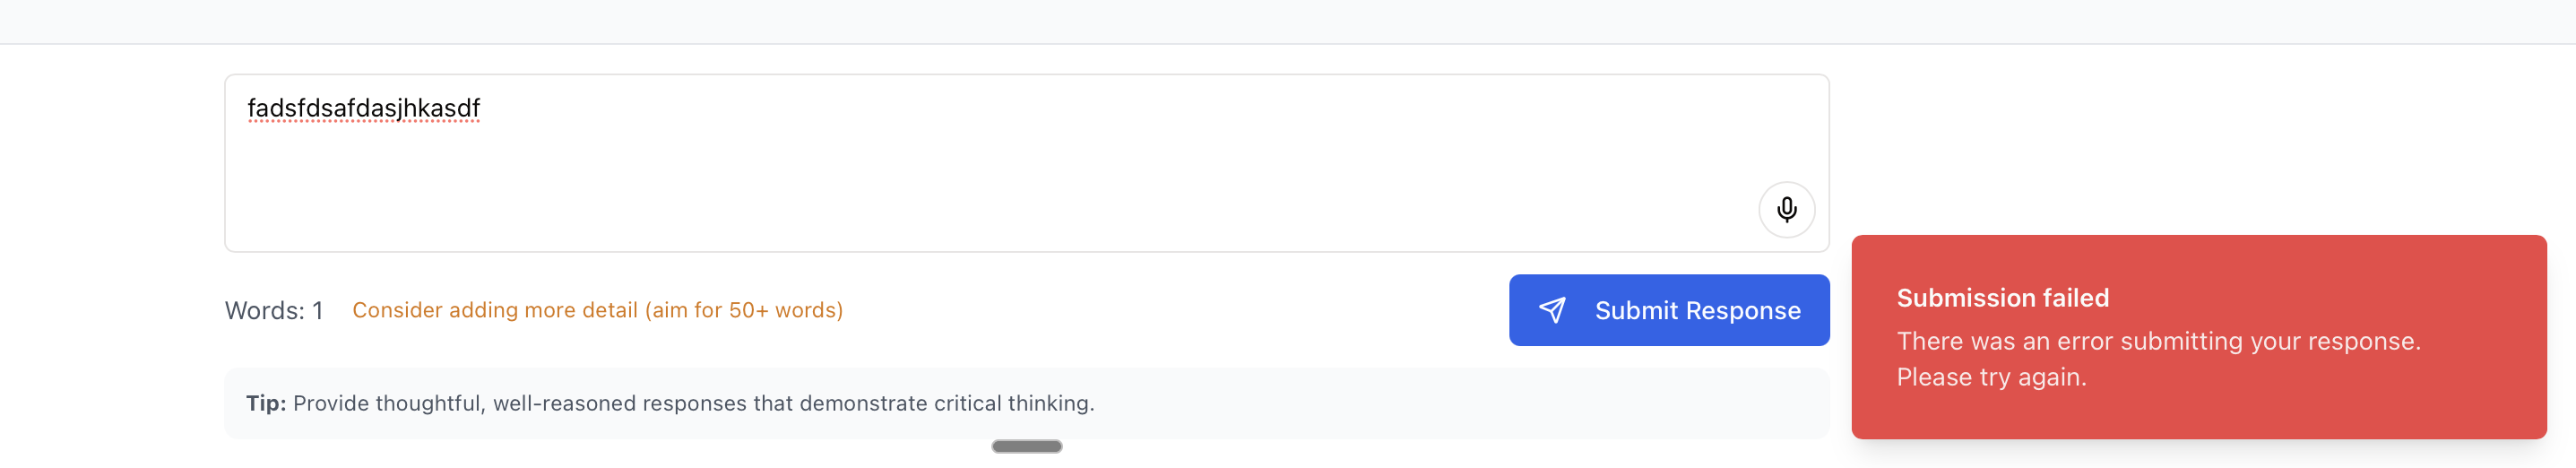 fadsfdsafdasjhkasdf
Words: 1 Consider adding more detail (aim for 50+ words)
Submit Response
Tip: Provide thoughtful, well-reasoned responses that demonstrate critical thinking.
Submission failed
There was an error submitting your response.
Please try again.